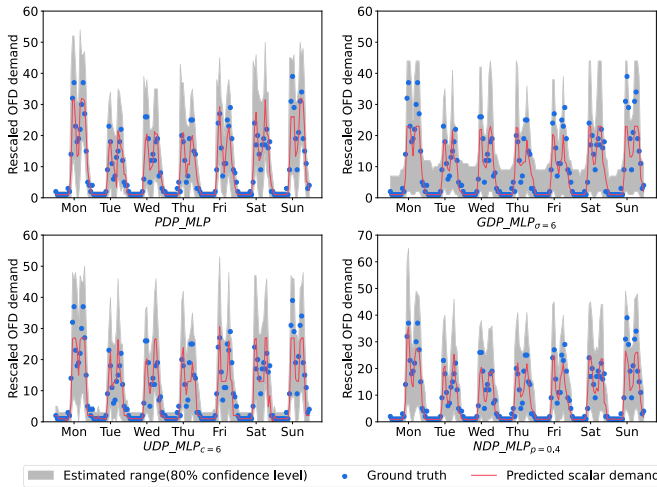 60
50
40
30
20
10
0
Rescaled OFD demand
Mon Tue Wed Thu Fri Sat Sun
PDP_MLP
60
50
40
30
20
10
0
Rescaled OFD demand
Mon Tue Wed Thu Fri Sat Sun
GDP_MLPσ=6
60
50
40
30
20
10
0
Rescaled OFD demand
Mon Tue Wed Thu Fri Sat Sun
UDP_MLPc=6
70
60
50
40
30
20
10
0
Rescaled OFD demand
Mon Tue Wed Thu Fri Sat Sun
NDP_MLPp=0,4
Estimated range(80% confidence level) Ground truth Predicted scalar demand